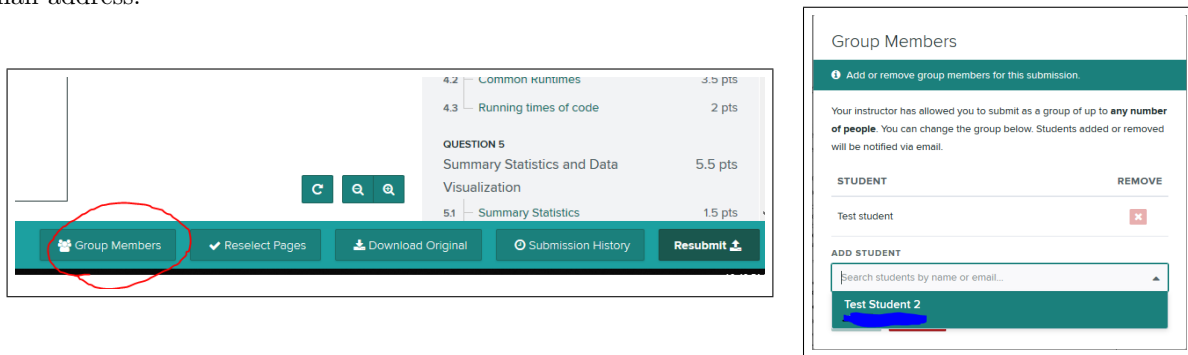 address.
4.2 Common Runtimes 3.5 pts
4.3 Running times of code 2 pts
QUESTION 5
Summary Statistics and Data 5.5 pts
Visualization
5.1 Summary Statistics 1.5 pts
Group Members Reselect Pages Download Original Submission History Resubmit
Group Members
Add or remove group members for this submission.
Your instructor has allowed you to submit as a group of up to any number
of people. You can change the group below. Students added or removed
will be notified via email.
STUDENT REMOVE
Test student
ADD STUDENT
Search students by name or email...
Test Student 2